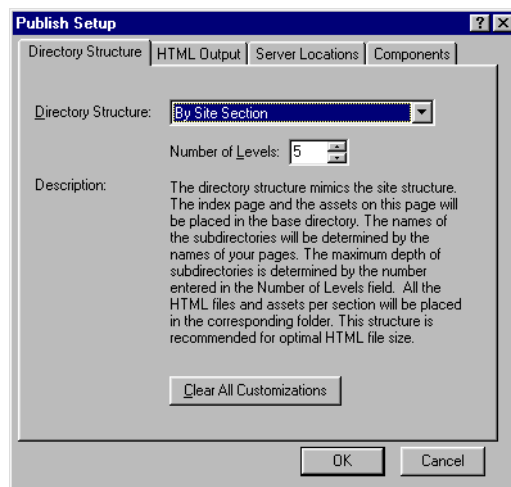 Publish Setup
Directory Structure
HTML Output
Server Locations
Components
Directory Structure:
By Site Section
Number of Levels:
5
Description:
The directory structure mimics the site structure.
The index page and the assets on this page will
be placed in the base directory. The names of
the subdirectories will be determined by the
names of your pages. The maximum depth of
subdirectories is determined by the number
entered in the Number of Levels field.  All the
HTML files and assets per section will be placed
in the corresponding folder. This structure is
recommended for optimal HTML file size.
Clear All Customizations
OK
Cancel